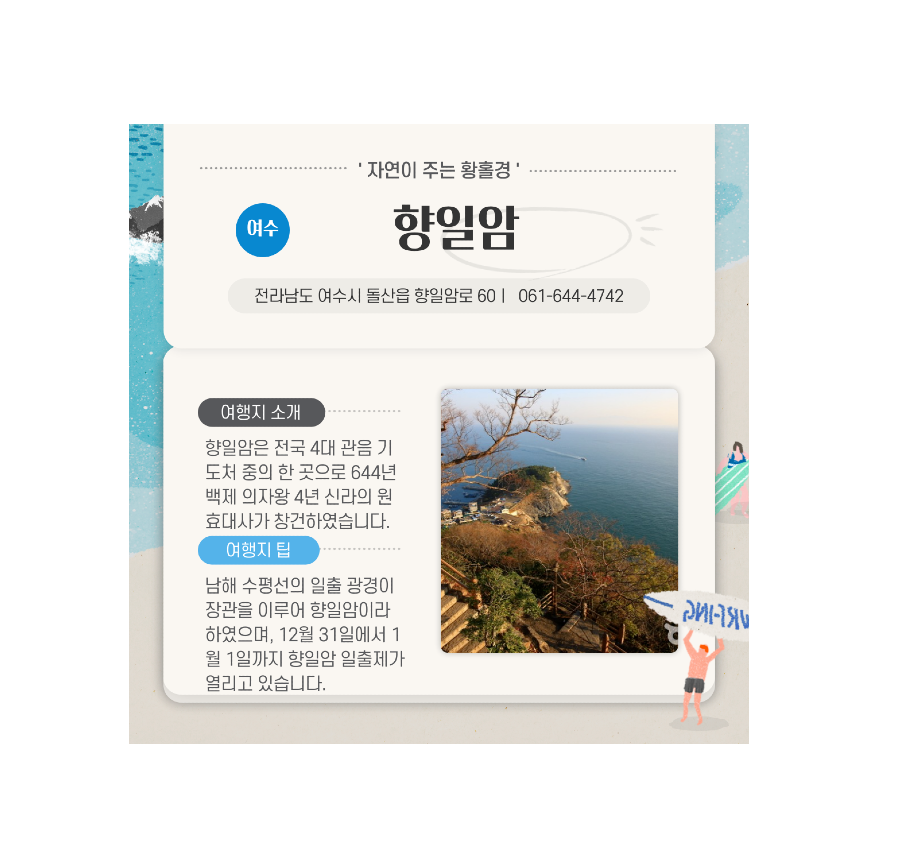 ' 자연이 주는 황홀경 '
여수
향일암
전라남도 여수시 돌산읍 향일암로 60ㅣ 061-644-4742
여행지 소개
향일암은 전국 4대 관음 기
도처 중의 한 곳으로 644년
백제 의자왕 4년 신라의 원
효대사가 창건하였습니다.
여행지 팁
남해 수평선의 일출 광경이
장관을 이루어 향일암이라
하였으며, 12월 31일에서 1
월 1일까지 향일암 일출제가
열리고 있습니다.